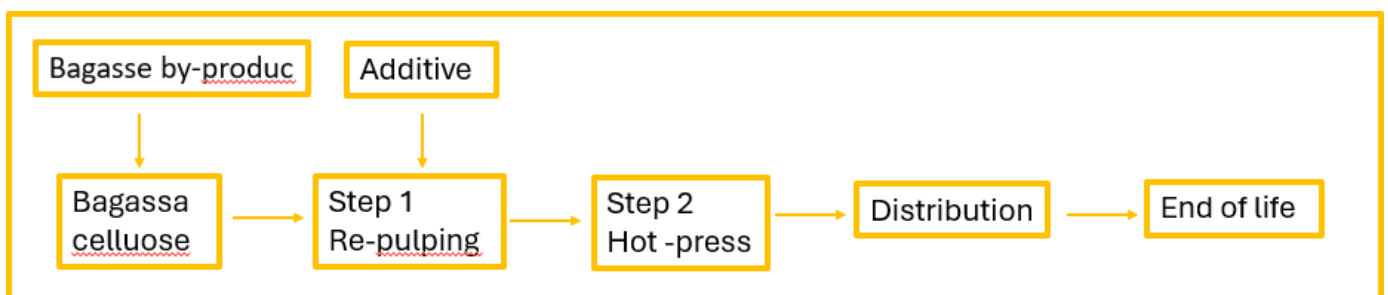 Bagasse by-produc
Additive
Bagassa
celluose
Step 1
Re-pulping
Step 2
Hot -press
Distribution
End of life